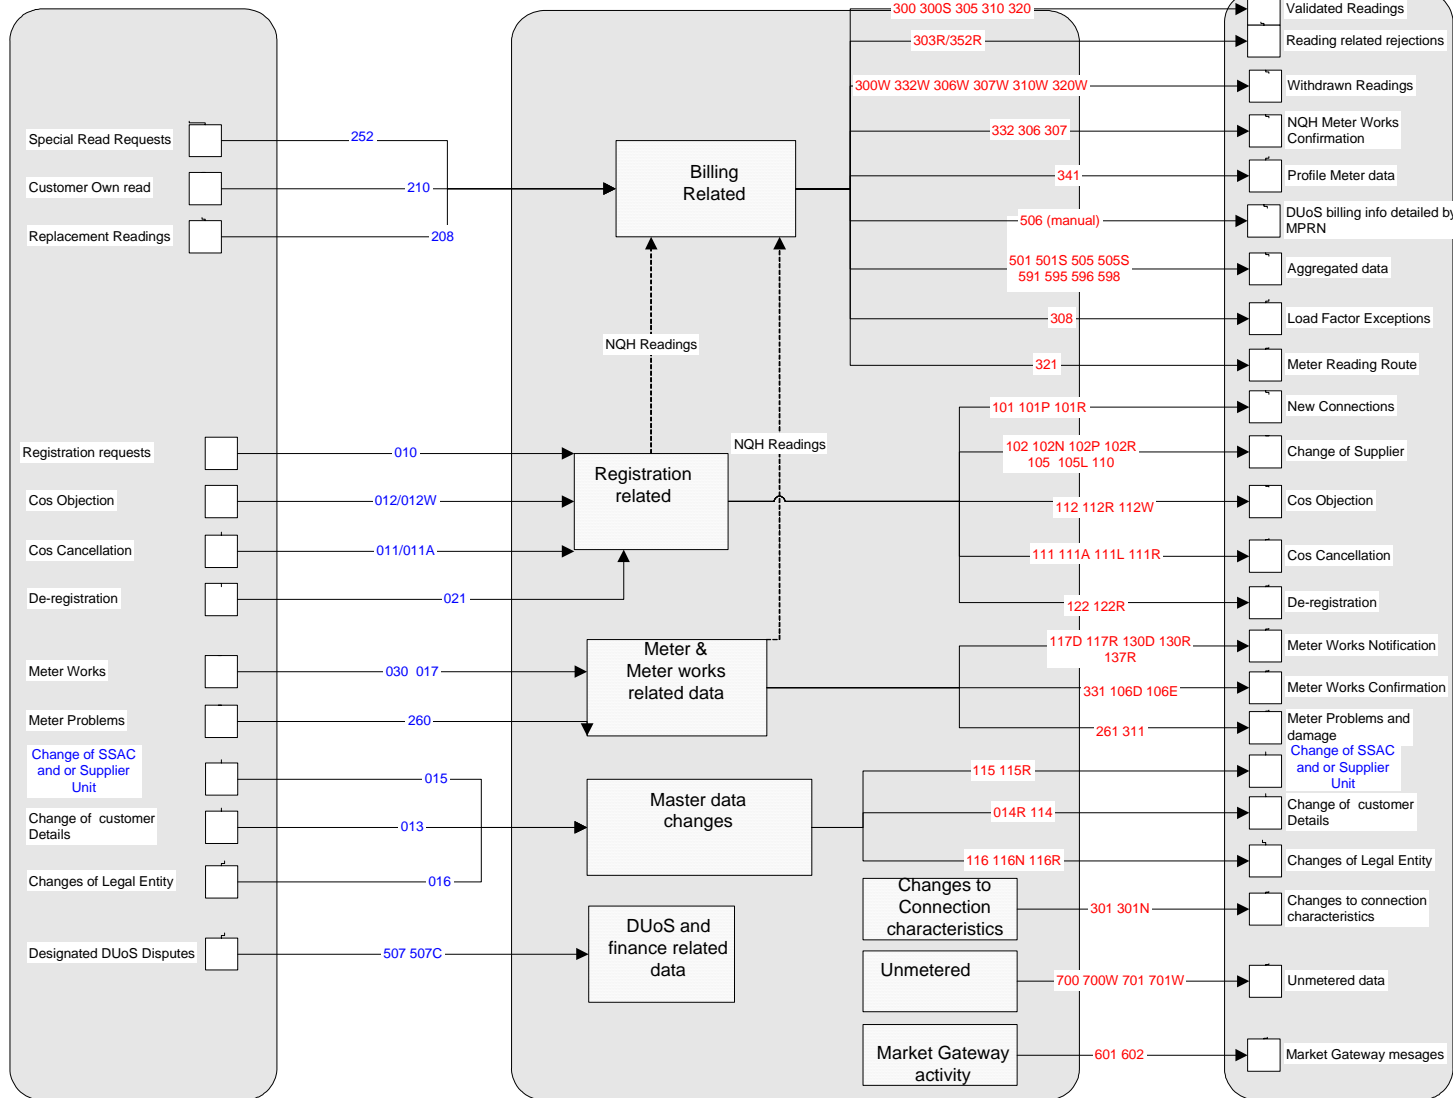 Special Read Requests
252
Customer Own read
210
Replacement Readings
208
Registration requests
010
Cos Objection
012/012W
Cos Cancellation
011/011A
De-registration
021
Meter Works
030 017
Meter Problems
260
Change of SSAC
and or Supplier
Unit
015
Change of customer
Details
013
Changes of Legal Entity
016
Designated DUoS Disputes
507 507C
Billing
Related
NQH Readings
NQH Readings
Registration
related
Meter &
Meter works
related data
Master data
changes
DUoS and
finance related
data
Changes to
Connection
characteristics
Unmetered
Market Gateway
activity
300 300S 305 310 320
Validated Readings
303R/352R
Reading related rejections
300W 332W 306W 307W 310W 320W
Withdrawn Readings
332 306 307
NQH Meter Works
Confirmation
341
Profile Meter data
506 (manual)
DUoS billing info detailed by
MPRN
501 501S 505 505S
591 595 596 598
Aggregated data
308
Load Factor Exceptions
321
Meter Reading Route
101 101P 101R
New Connections
102 102N 102P 102R
105 105L 110
Change of Supplier
112 112R 112W
Cos Objection
111 111A 111L 111R
Cos Cancellation
122 122R
De-registration
117D 117R 130D 130R
137R
Meter Works Notification
331 106D 106E
Meter Works Confirmation
261 311
Meter Problems and
damage
115 115R
Change of SSAC
and or Supplier
Unit
014R 114
Change of customer
Details
116 116N 116R
Changes of Legal Entity
301 301N
Changes to connection
characteristics
700 700W 701 701W
Unmetered data
601 602
Market Gateway mesages